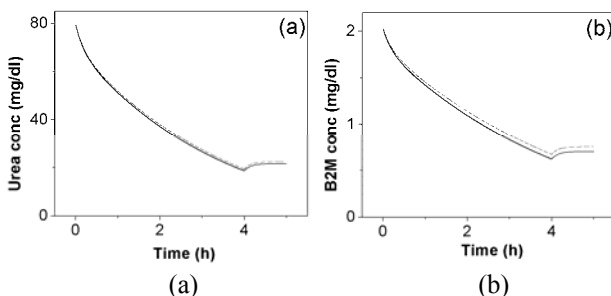 (a)
80
40
0
Urea conc (mg/dl)
0 2 4
Time (h)
(a)
(b)
2
1
0
B2M conc (mg/dl)
0 2 4
Time (h)
(b)